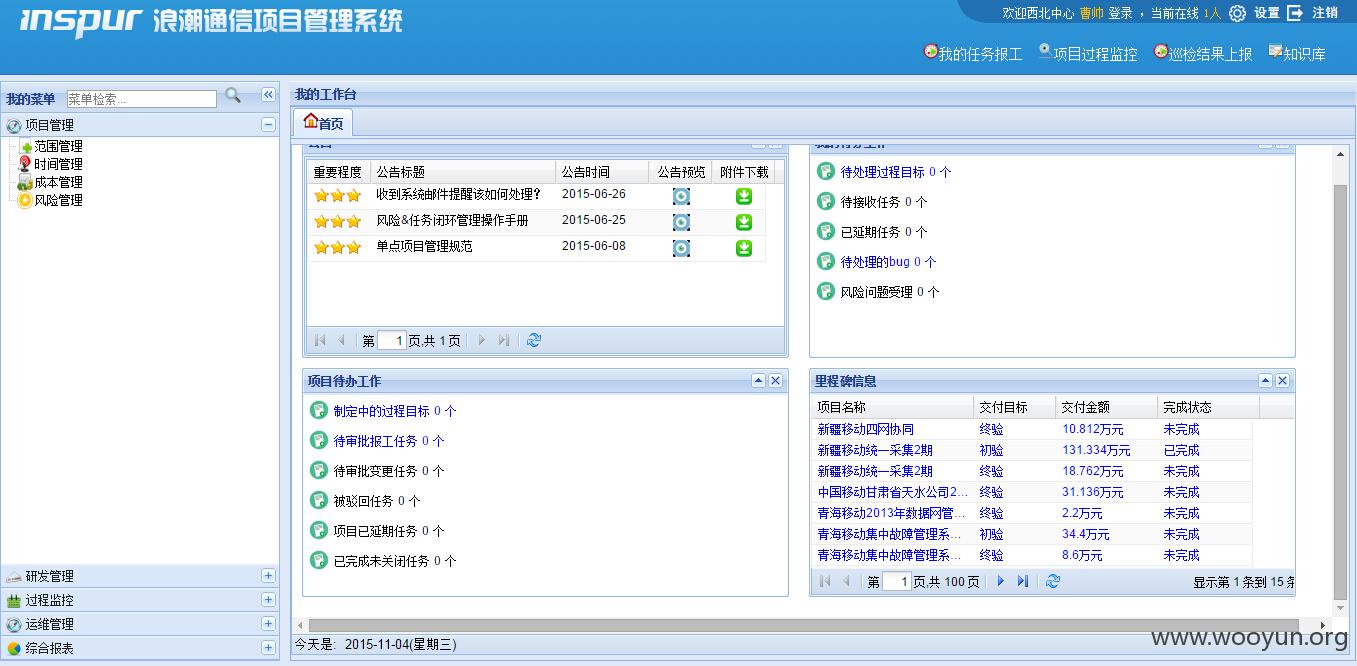 inspur 浪潮通信项目管理系统
欢迎西北中心 曹帅 登录 ，当前在线 1人 设置 注销
我的任务报工 项目过程监控 巡检结果上报 知识库
我的菜单 菜单检索...
项目管理
范围管理
时间管理
成本管理
风险管理
研发管理
过程监控
运维管理
综合报表
我的工作台
首页
重要程度 公告标题 公告时间 公告预览 附件下载
收到系统邮件提醒该如何处理？ 2015-06-26
风险&任务闭环管理操作手册 2015-06-25
单点项目管理规范 2015-06-08
第 1 页,共 1 页
待处理过程目标 0 个
待接收任务 0 个
已延期任务 0 个
待处理的bug 0 个
风险问题受理 0 个
项目待办工作
制定中的过程目标 0 个
待审批报工任务 0 个
待审批变更任务 0 个
被驳回任务 0 个
项目已延期任务 0 个
已完成未关闭任务 0 个
里程碑信息
项目名称 交付目标 交付金额 完成状态
新疆移动四网协同 终验 10.812万元 未完成
新疆移动统一采集2期 初验 131.334万元 已完成
新疆移动统一采集2期 终验 18.762万元 未完成
中国移动甘肃省天水公司2... 终验 31.136万元 未完成
青海移动2013年数据网管... 终验 2.2万元 未完成
青海移动集中故障管理系... 初验 34.4万元 未完成
青海移动集中故障管理系... 终验 8.6万元 未完成
第 1 页,共 100 页 显示第 1 条到 15 条
今天是: 2015-11-04(星期三)
www.wooyun.org